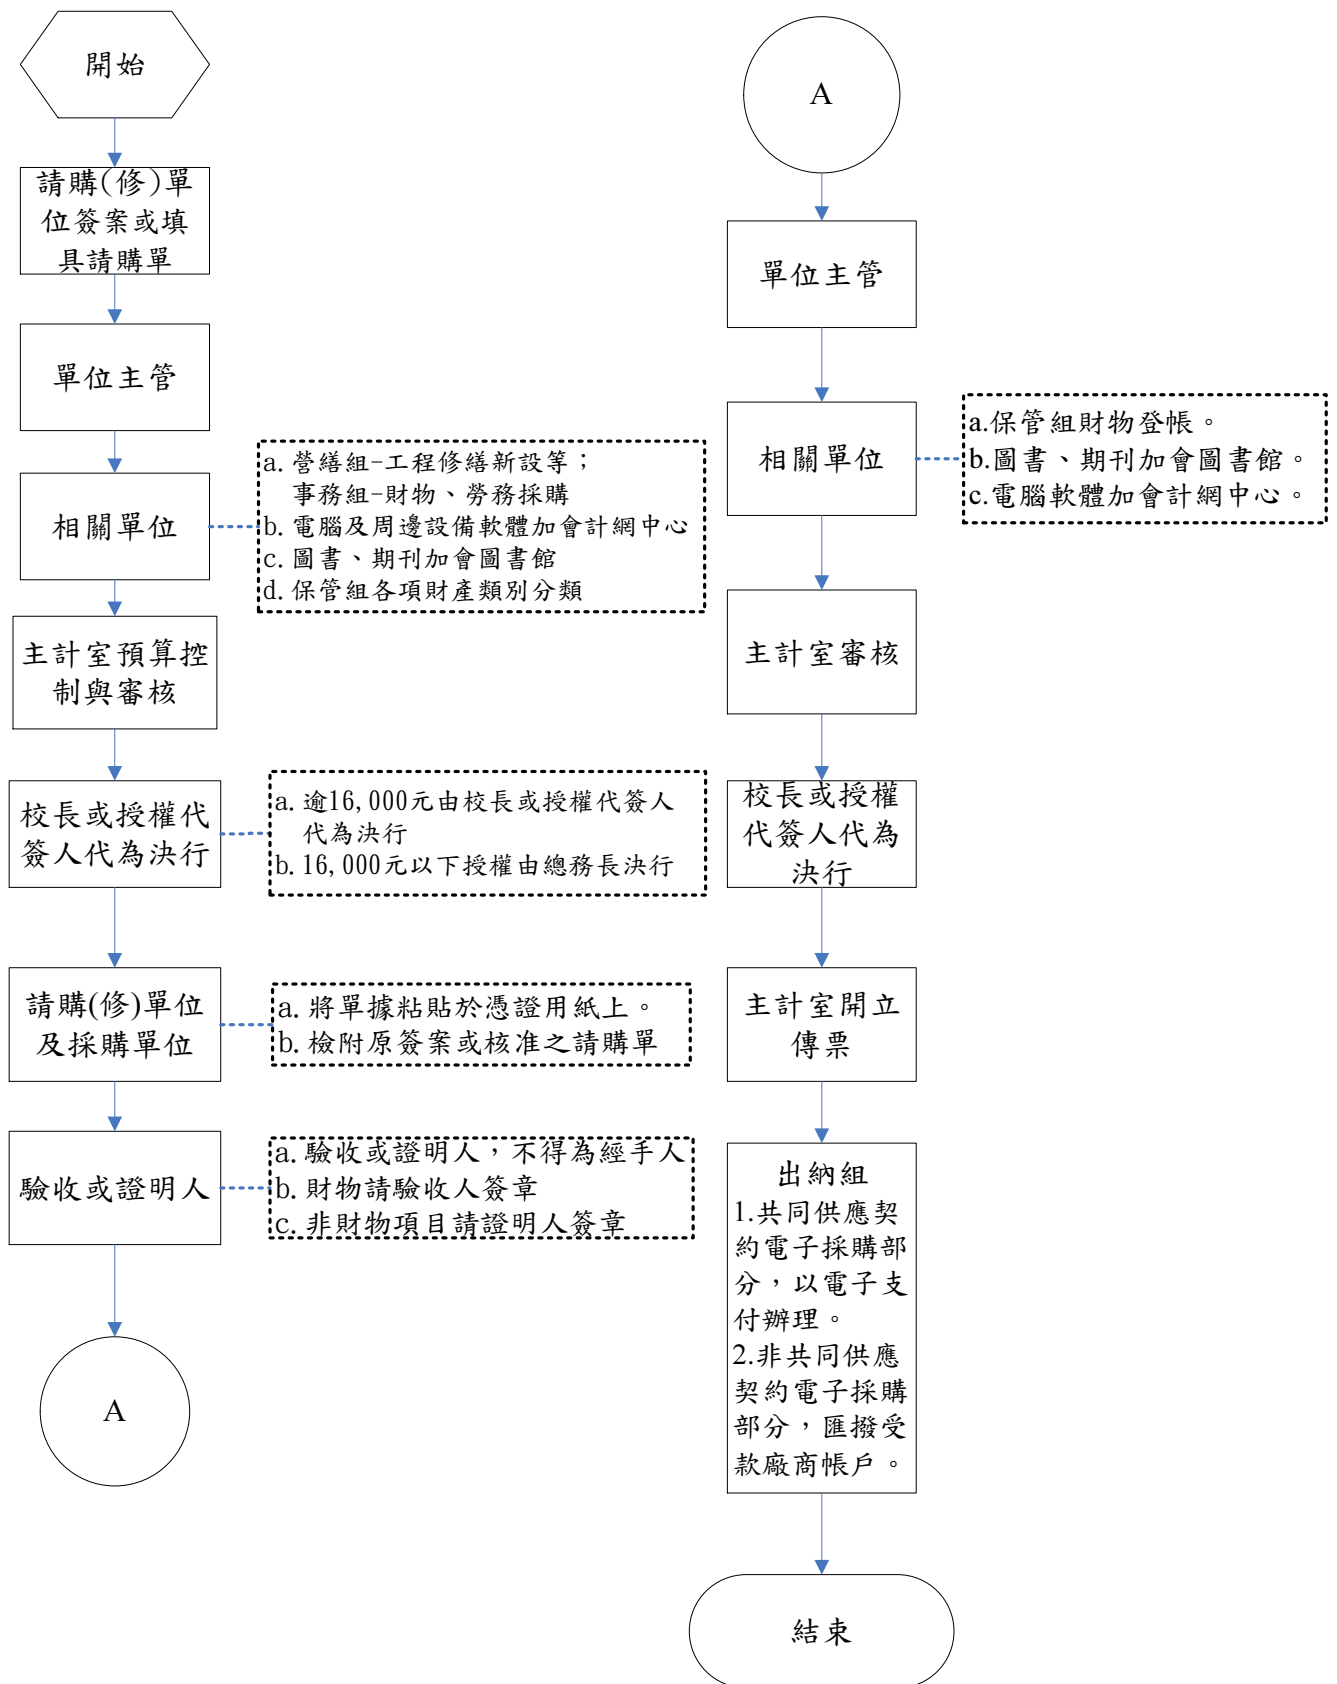 開始
請購(修)單
位簽案或填
具請購單
單位主管
相關單位
a. 營繕組-工程修繕新設等；
事務組-財物、勞務採購
b. 電腦及周邊設備軟體加會計網中心
c. 圖書、期刊加會圖書館
d. 保管組各項財產類別分類
主計室預算控
制與審核
校長或授權代
簽人代為決行
a. 逾16,000元由校長或授權代簽人
代為決行
b. 16,000元以下授權由總務長決行
請購(修)單位
及採購單位
a. 將單據粘貼於憑證用紙上。
b. 檢附原簽案或核准之請購單
驗收或證明人
a. 驗收或證明人，不得為經手人
b. 財物請驗收人簽章
c. 非財物項目請證明人簽章
A
A
單位主管
相關單位
a.保管組財物登帳。
b.圖書、期刊加會圖書館。
c.電腦軟體加會計網中心。
主計室審核
校長或授權
代簽人代為
決行
主計室開立
傳票
出納組
1.共同供應契
約電子採購部
分，以電子支
付辦理。
2.非共同供應
契約電子採購
部分，匯撥受
款廠商帳戶。
結束